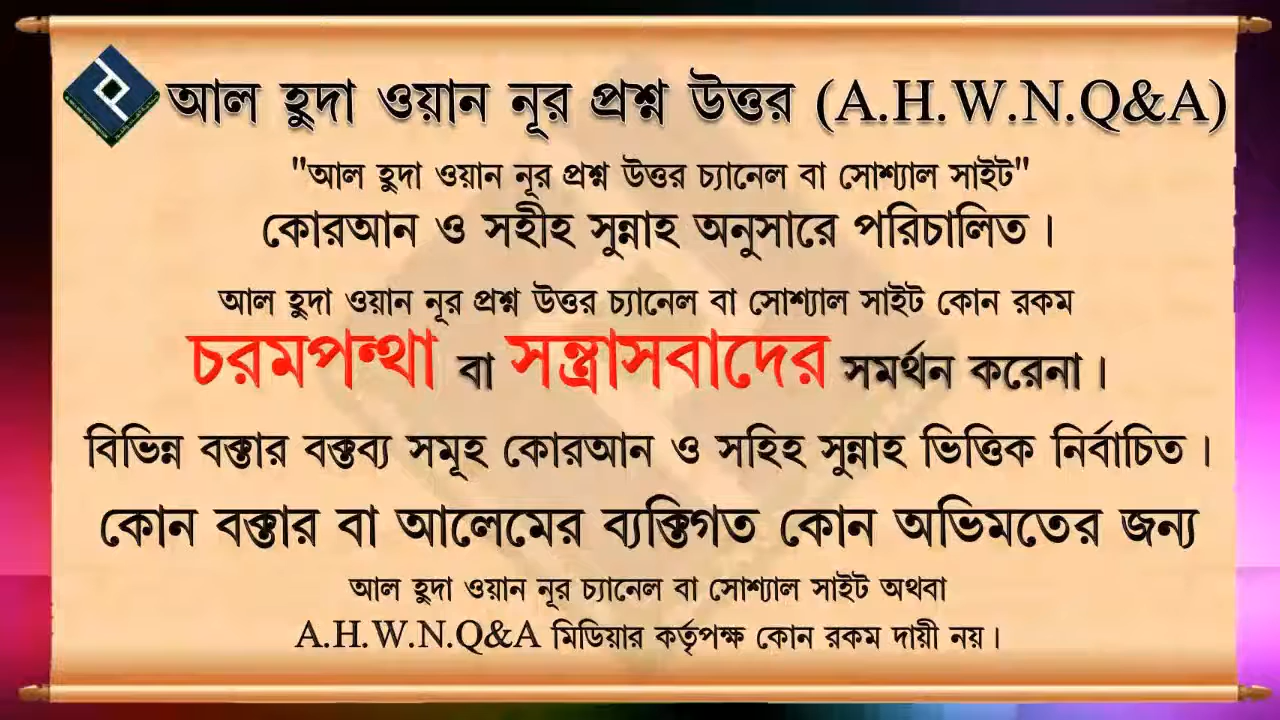 আল হুদা ওয়ান নূর প্রশ্ন উত্তর (A.H.W.N.Q&A)
"আল হুদা ওয়ান নূর প্রশ্ন উত্তর চ্যানেল বা সোশ্যাল সাইট"
কোরআন ও সহীহ সুন্নাহ অনুসারে পরিচালিত ।
আল হুদা ওয়ান নূর প্রশ্ন উত্তর চ্যানেল বা সোশ্যাল সাইট কোন রকম
চরমপন্থা বা সন্ত্রাসবাদের সমর্থন করেনা ।
বিভিন্ন বক্তার বক্তব্য সমূহ কোরআন ও সহিহ সুন্নাহ ভিত্তিক নির্বাচিত ।
কোন বক্তার বা আলেমের ব্যক্তিগত কোন অভিমতের জন্য
আল হুদা ওয়ান নূর চ্যানেল বা সোশ্যাল সাইট অথবা
A.H.W.N.Q&A মিডিয়ার কর্তৃপক্ষ কোন রকম দায়ী নয় ।